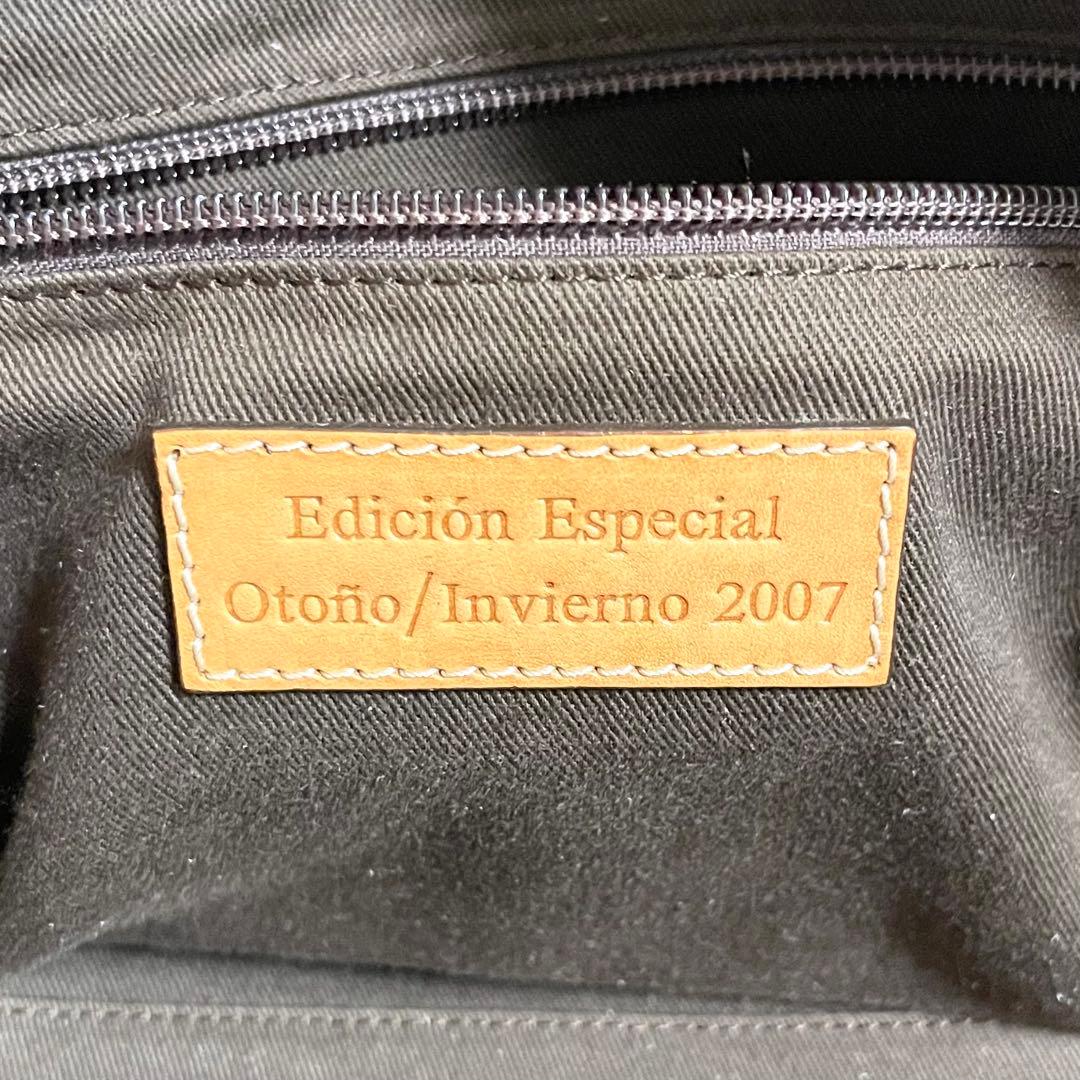 Edición Especial
Otoño/Invierno 2007